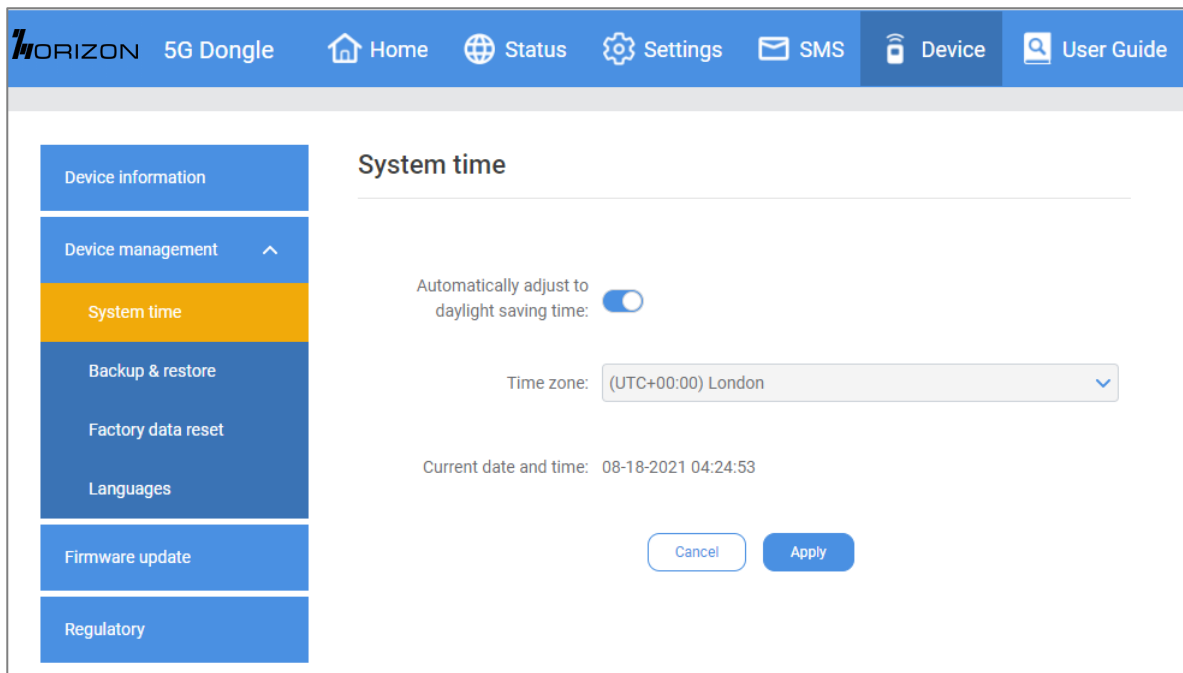 HORIZON 5G Dongle Home Status Settings SMS Device User Guide
Device information
Device management
System time
Backup & restore
Factory data reset
Languages
Firmware update
Regulatory
System time
Automatically adjust to
daylight saving time:
Time zone: (UTC+00:00) London
Current date and time: 08-18-2021 04:24:53
Cancel Apply